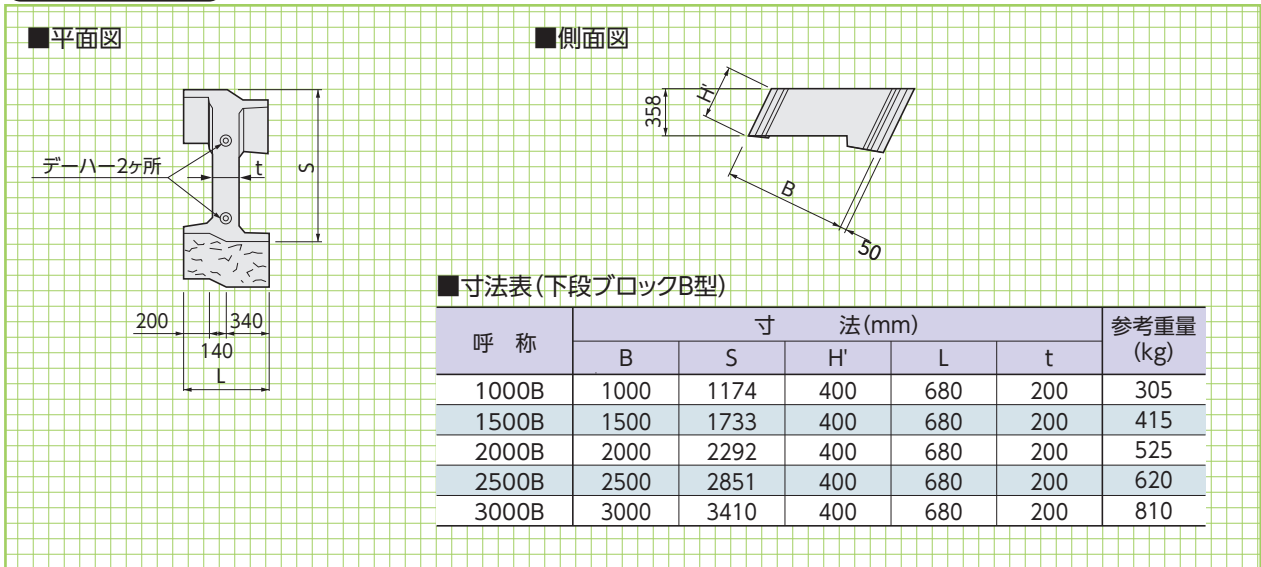 ■平面図
デーハー2ヶ所
t
S
200
340
140
L
■側面図
H'
358
B
50
■寸法表(下段ブロックB型)
呼 称 寸 法(mm) 参考重量(kg)
B S H' L t
1000B 1000 1174 400 680 200 305
1500B 1500 1733 400 680 200 415
2000B 2000 2292 400 680 200 525
2500B 2500 2851 400 680 200 620
3000B 3000 3410 400 680 200 810